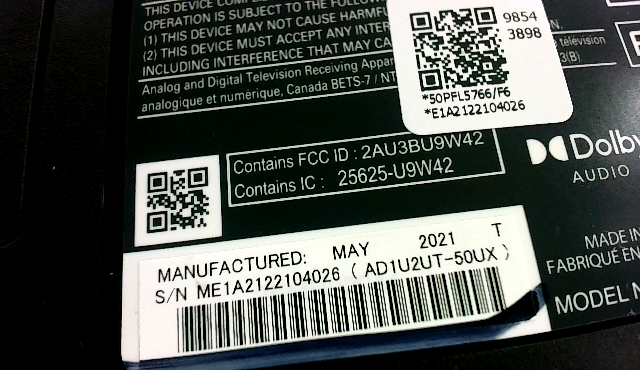 THIS DEVICE COMPL
OPERATION IS SUBJECT TO THE FOLLOW
(1) THIS DEVICE MAY NOT CAUSE HARMF
(2) THIS DEVICE MUST ACCEPT ANY INTER
INCLUDING INTERFERENCE THAT MAY CA
Analog and Digital Television Receiving Appar
analogique et numérique, Canada BETS-7 / NT
télévision
3(B)
9854
3898
*50PFL5766/F6
*E1A2122104026
Contains FCC ID : 2AU3BU9W42
Contains IC : 25625-U9W42
Dolby
AUDIO
MANUFACTURED: MAY 2021 T
S/N ME1A2122104026 ( AD1U2UT-50UX )
MADE IN
FABRIQUÉ EN
MODEL N